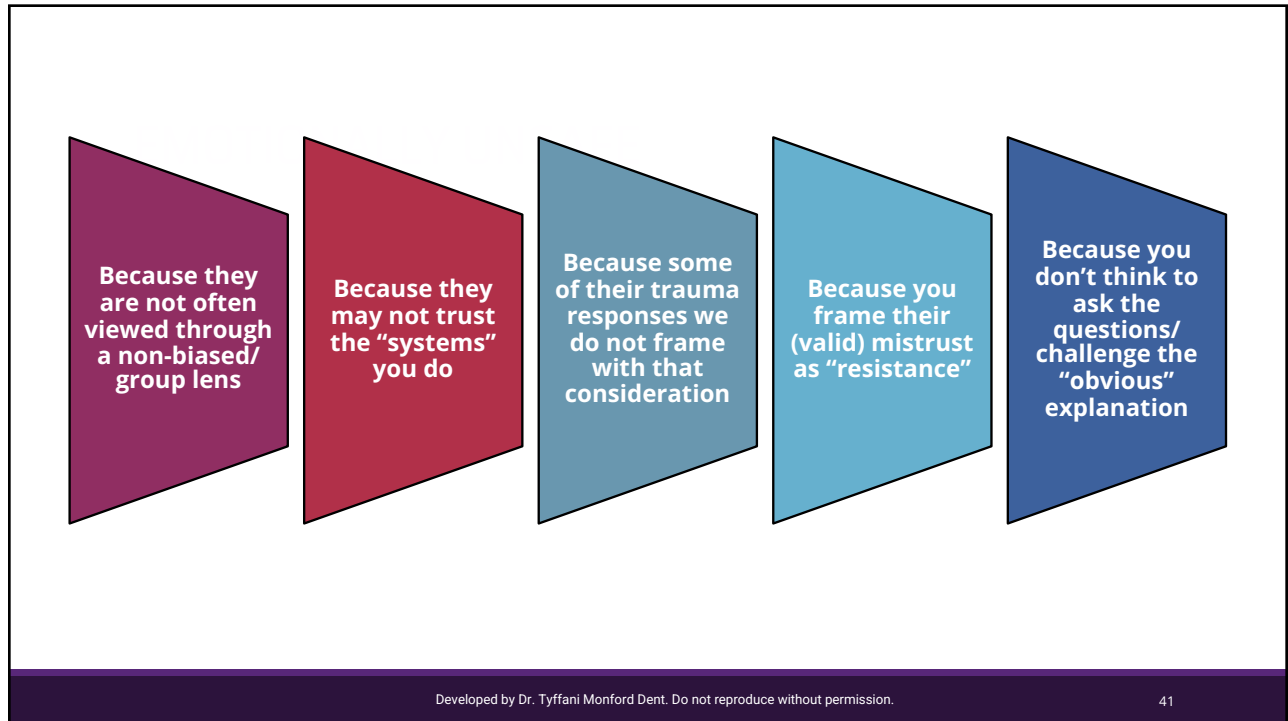 Because they
are not often
viewed through
a non-biased/
group lens
Because they
may not trust
the “systems”
you do
Because some
of their trauma
responses we
do not frame
with that
consideration
Because you
frame their
(valid) mistrust
as “resistance”
Because you
don’t think to
ask the
questions/
challenge the
“obvious”
explanation
Developed by Dr. Tyffani Monford Dent. Do not reproduce without permission.
41